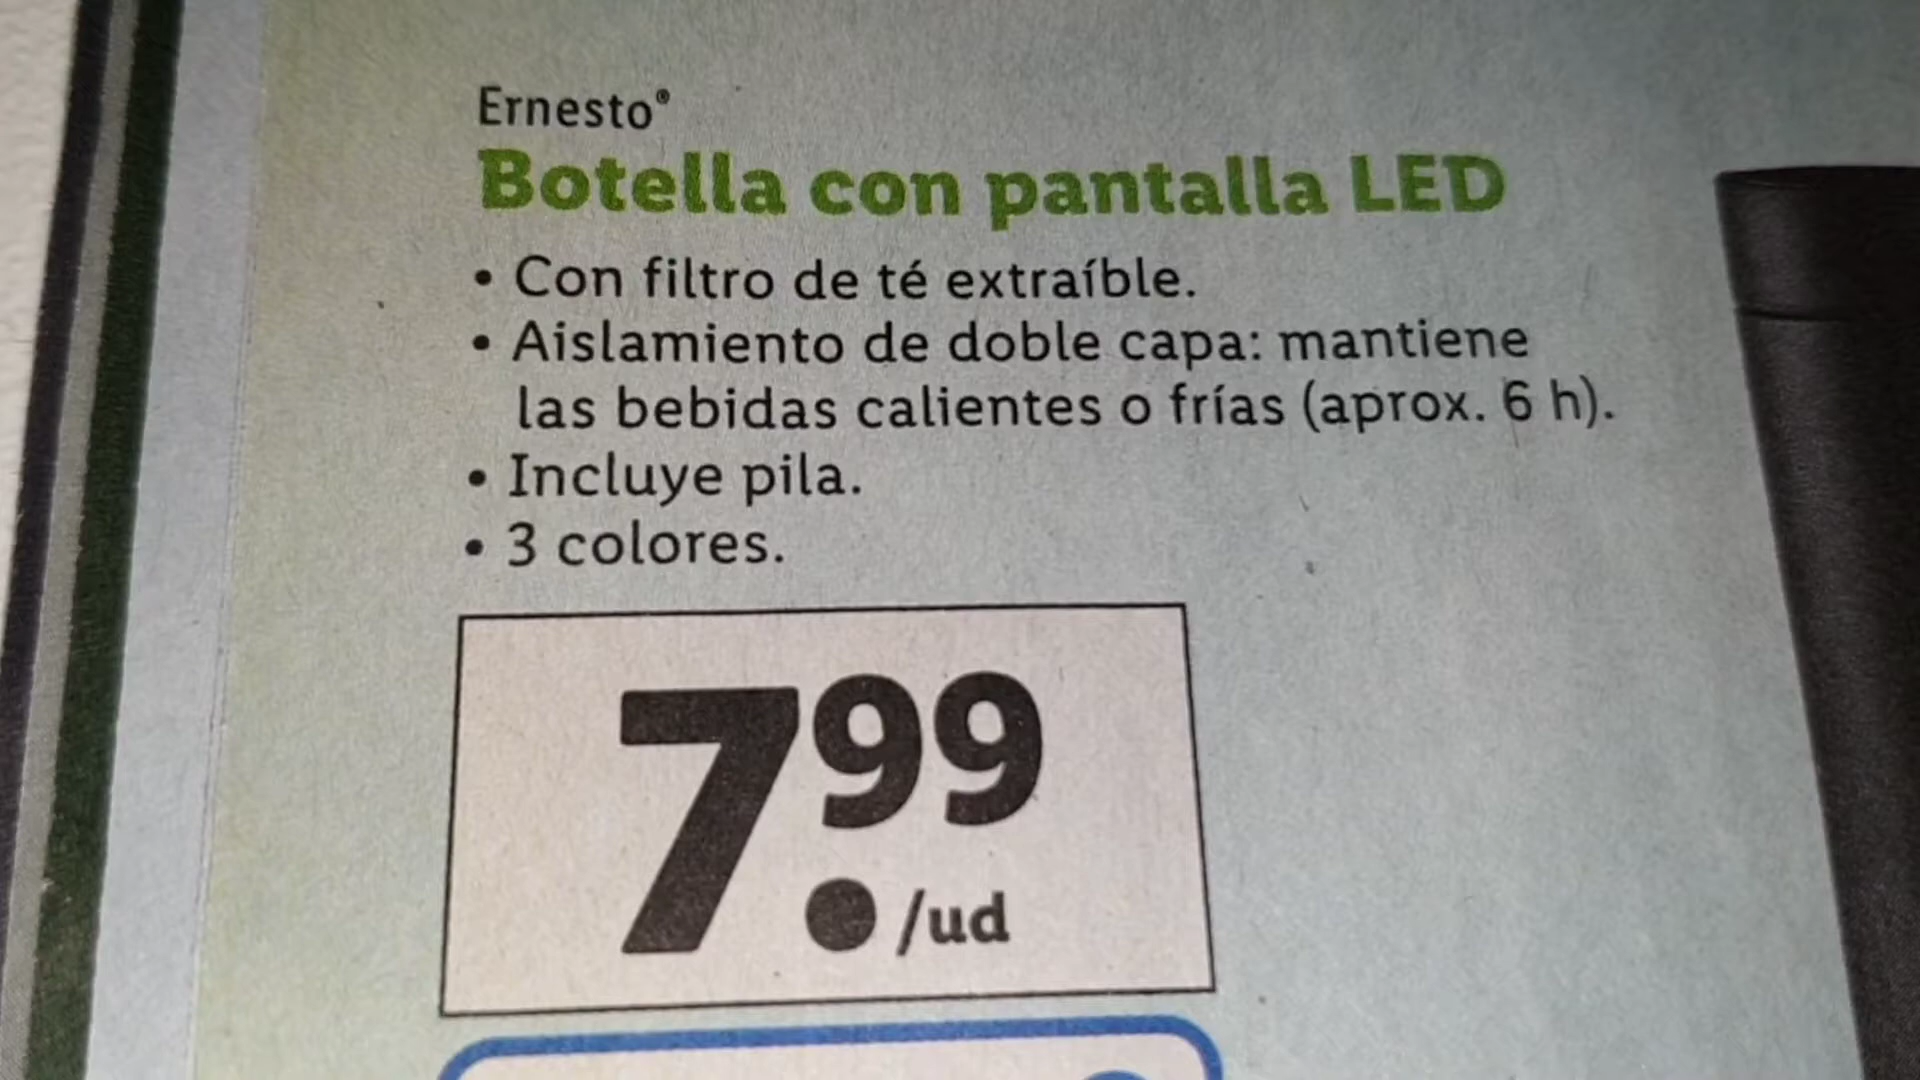 Ernesto®
Botella con pantalla LED
• Con filtro de té extraíble.
• Aislamiento de doble capa: mantiene
las bebidas calientes o frías (aprox. 6 h).
• Incluye pila.
• 3 colores.
7.99
/ud